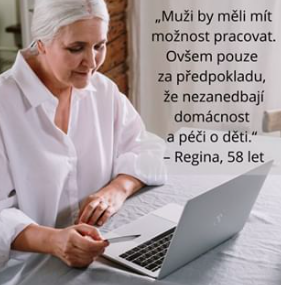 „Muži by měli mít
možnost pracovat.
Ovšem pouze
za předpokladu,
že nezanedbají
domácnost
a péči o děti.“
– Regina, 58 let